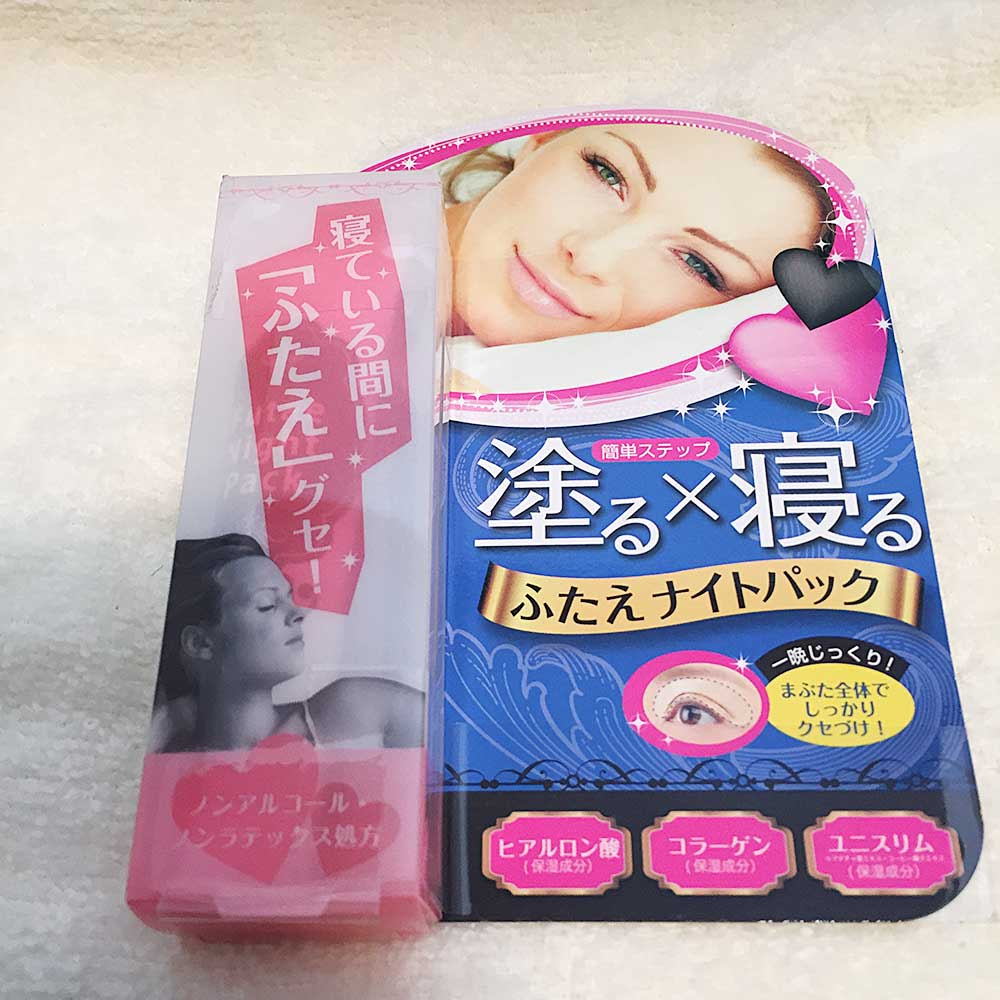 寝ている間に
「ふたえ」グセ!
night
pack
ノンアルコール・
ノンラテックス処方
簡単ステップ
塗る×寝る
ふたえナイトパック
一晩じっくり!
まぶた全体で
しっかり
クセづけ!
ヒアルロン酸
(保湿成分)
コラーゲン
(保湿成分)
ユニスリム
(保湿成分)